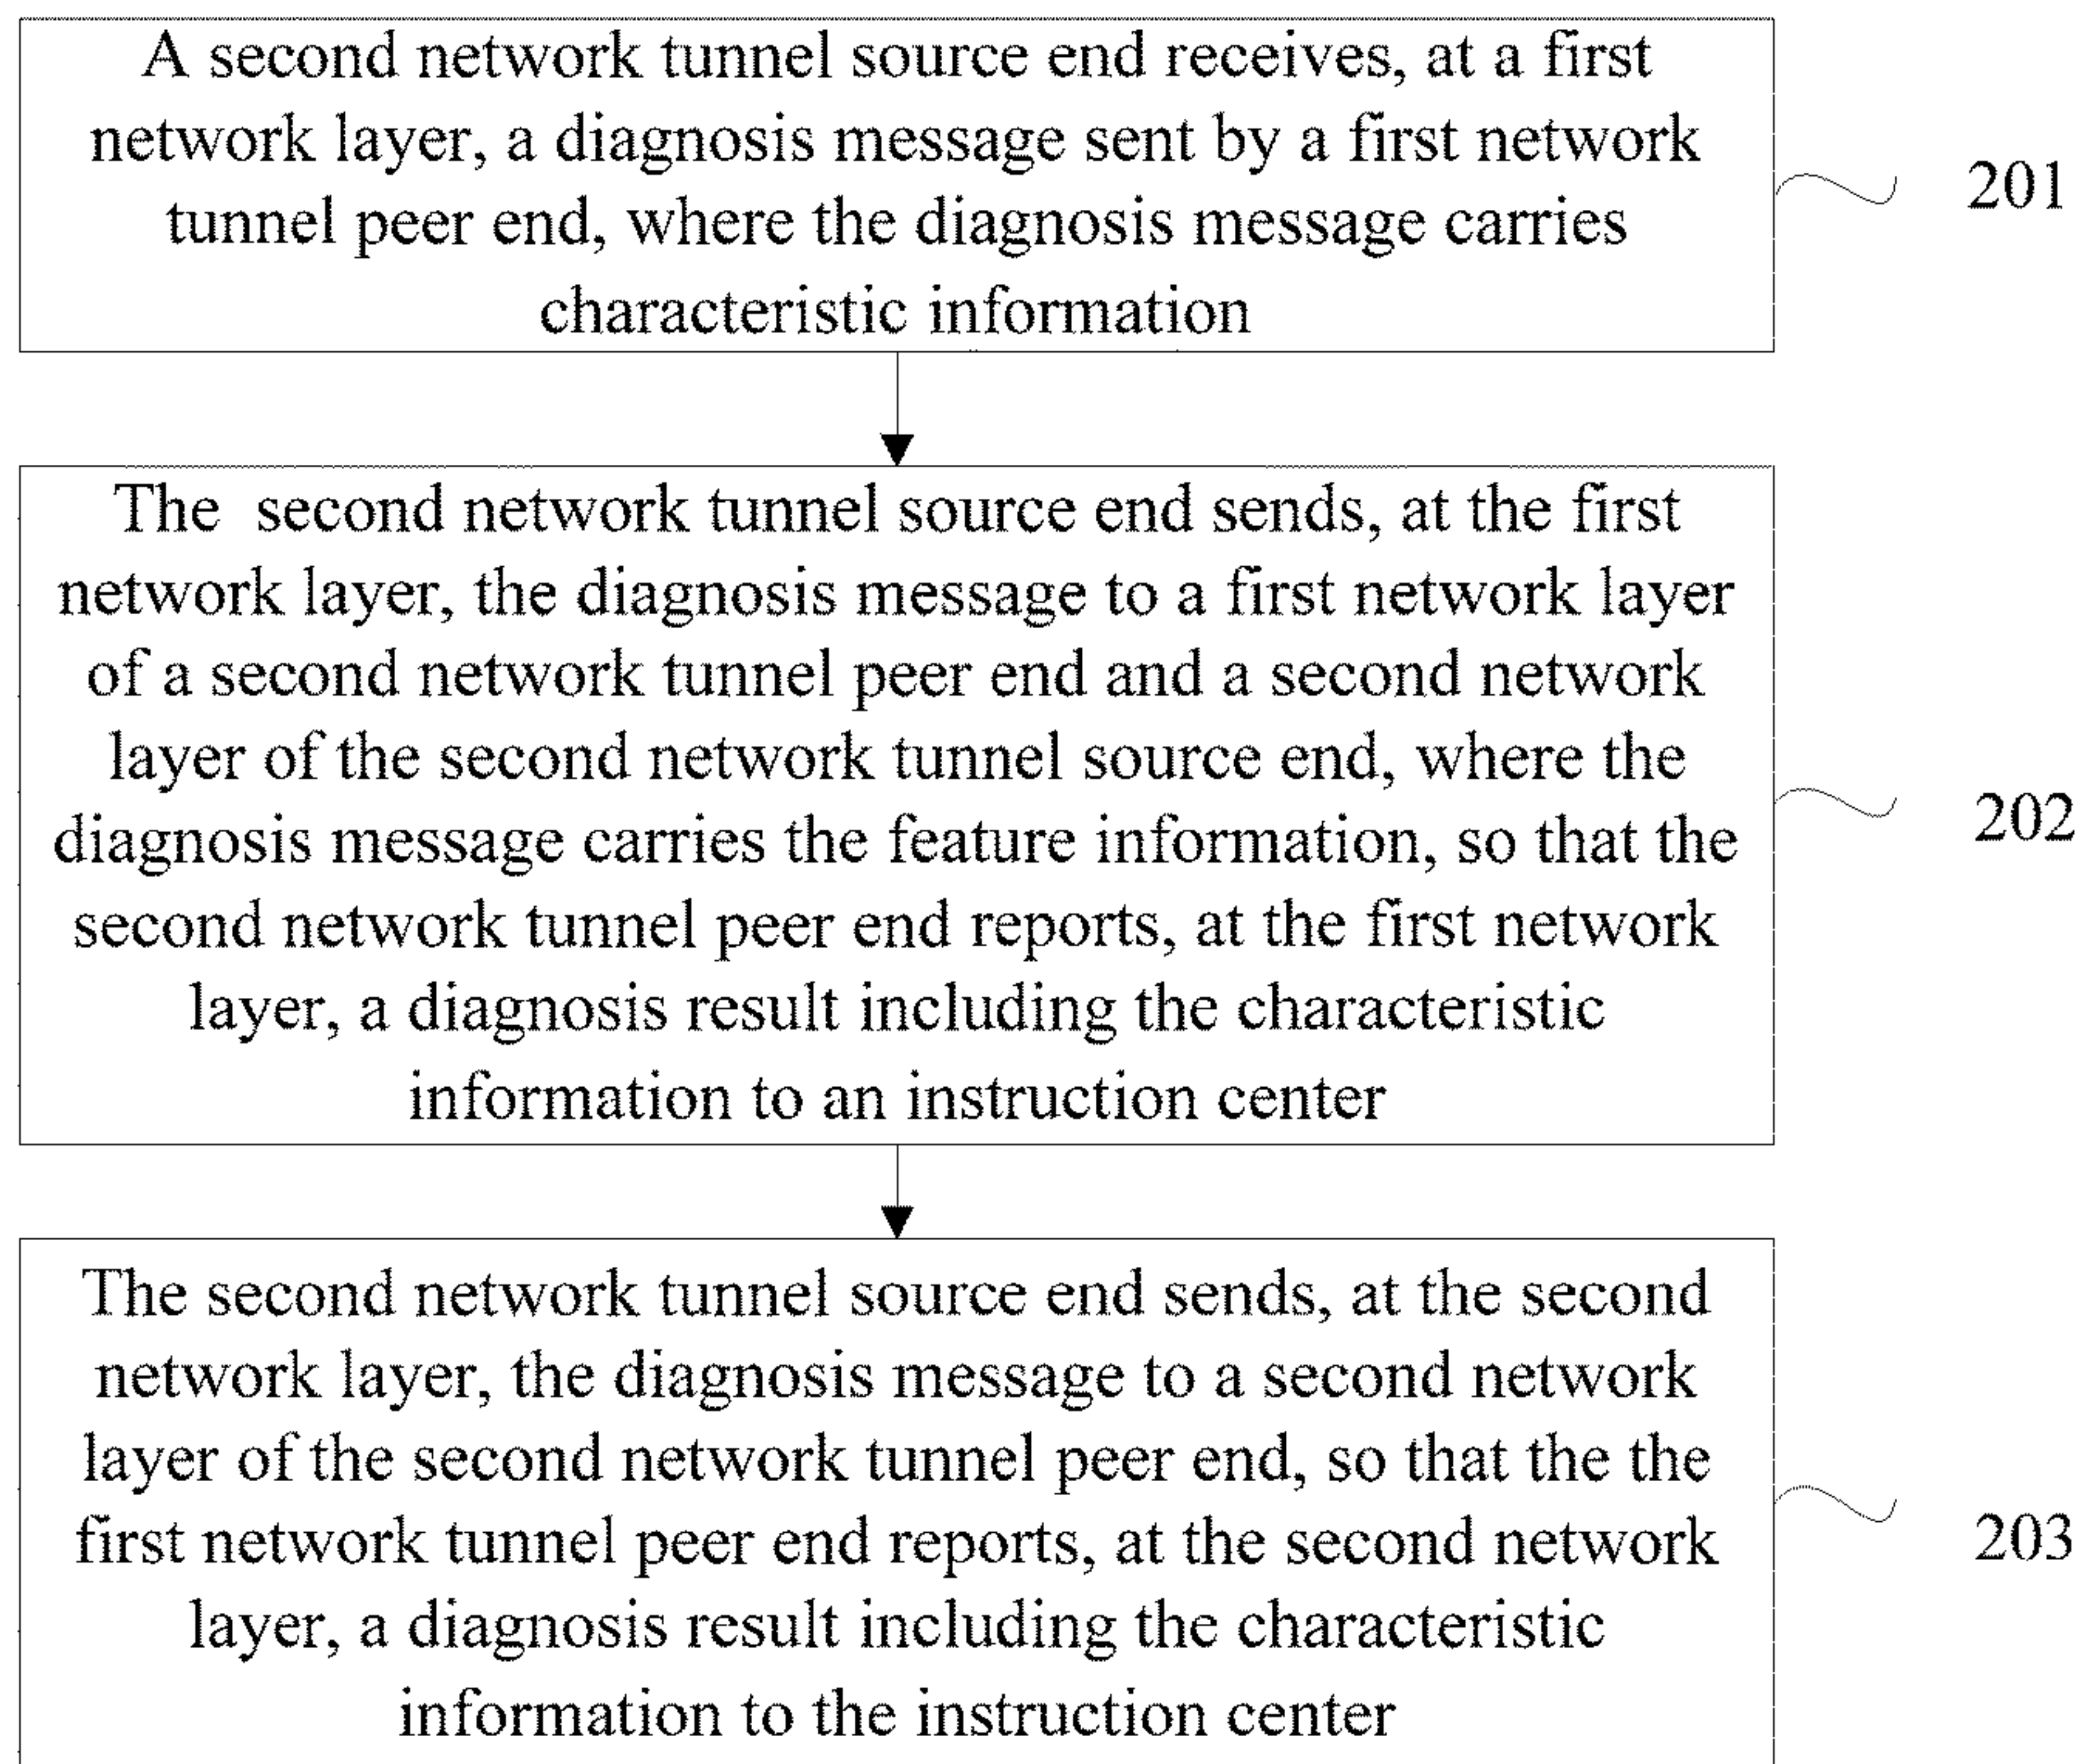 A second network tunnel source end receives, at a first
network layer, a diagnosis message sent by a first network
tunnel peer end, where the diagnosis message carries
characteristic information
201
The second network tunnel source end sends, at the first
network layer, the diagnosis message to a first network layer
of a second network tunnel peer end and a second network
layer of the second network tunnel source end, where the
diagnosis message carries the feature information, so that the
second network tunnel peer end reports, at the first network
layer, a diagnosis result including the characteristic
information to an instruction center
202
The second network tunnel source end sends, at the second
network layer, the diagnosis message to a second network
layer of the second network tunnel peer end, so that the the
first network tunnel peer end reports, at the second network
layer, a diagnosis result including the characteristic
information to the instruction center
203